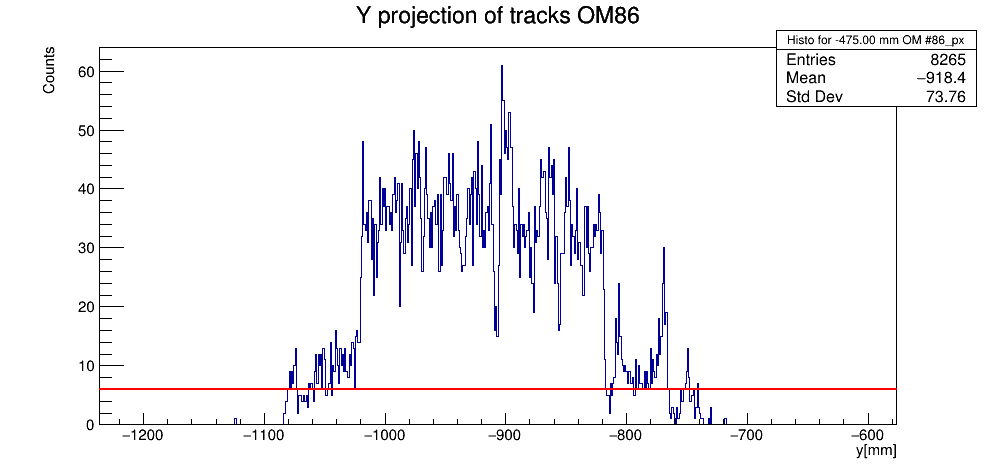 Y projection of tracks OM86
Histo for -475.00 mm OM #86_px
Entries 8265
Mean −918.4
Std Dev 73.76
Counts
60
50
40
30
20
10
0
−1200 −1100 −1000 −900 −800 −700 −600
y[mm]